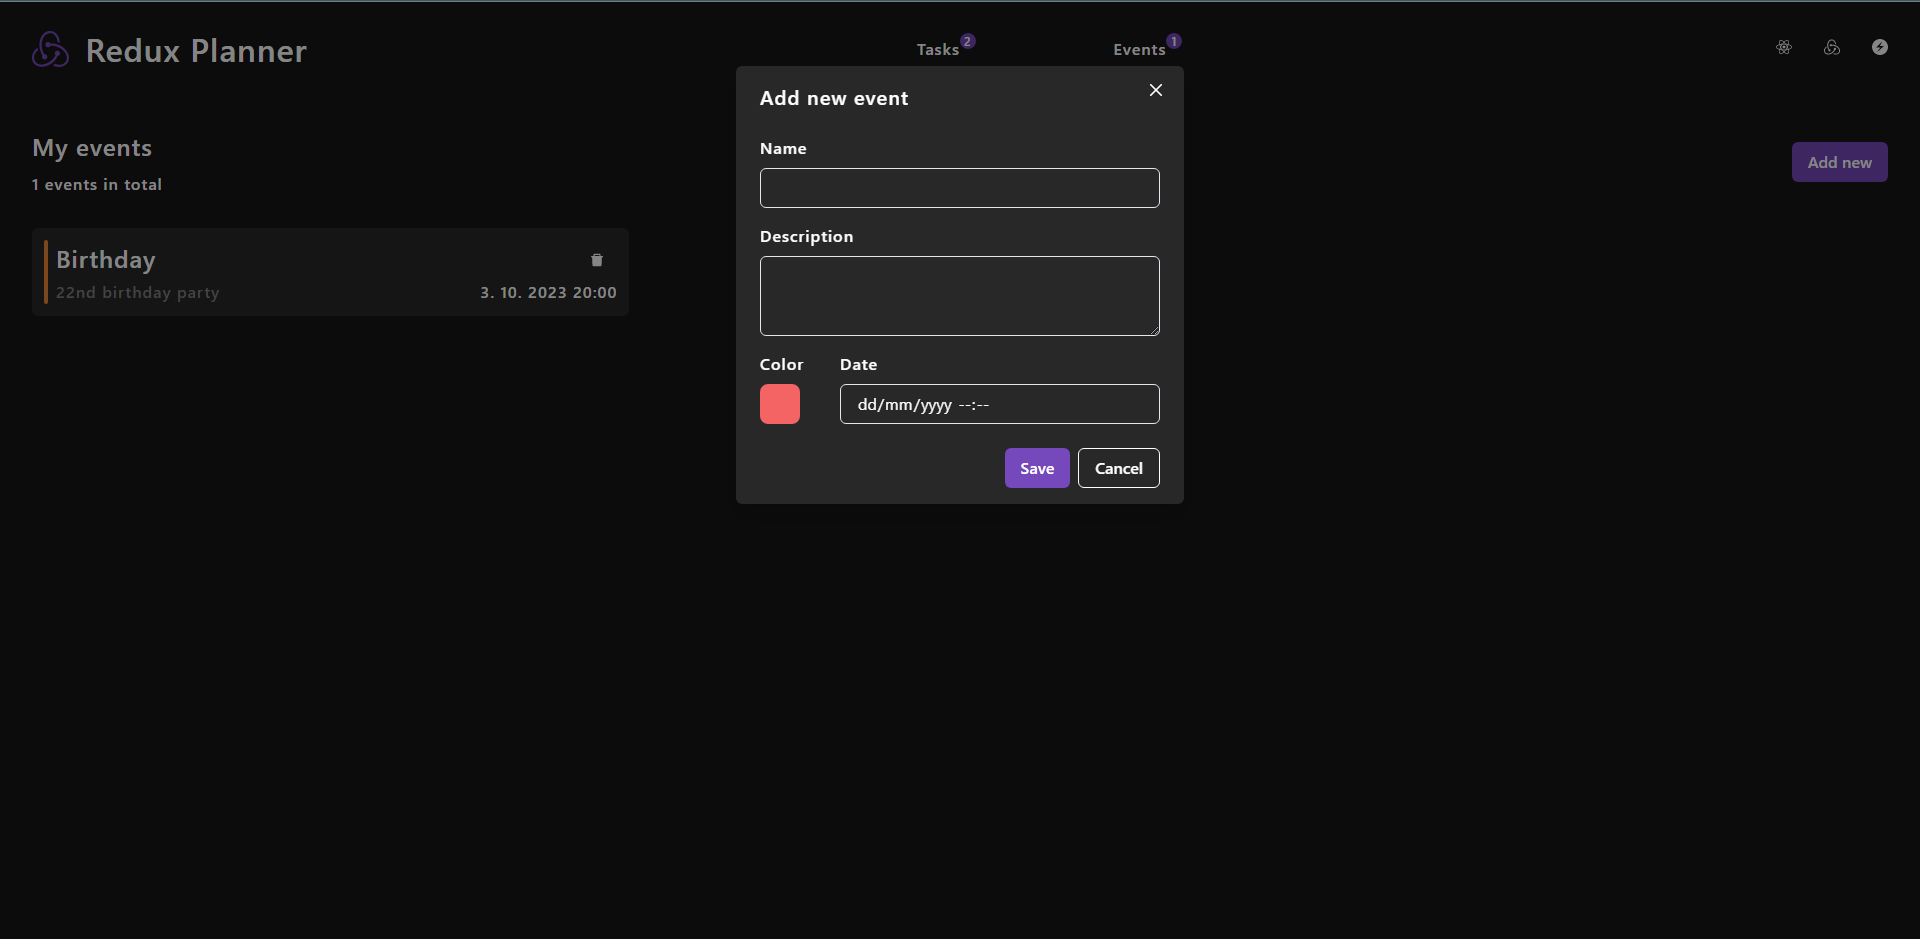 Redux Planner
Tasks 2
Events 1
My events
1 events in total
Add new
Birthday
22nd birthday party
3. 10. 2023 20:00
Add new event
Name
Description
Color
Date
dd/mm/yyyy --:--
Save
Cancel